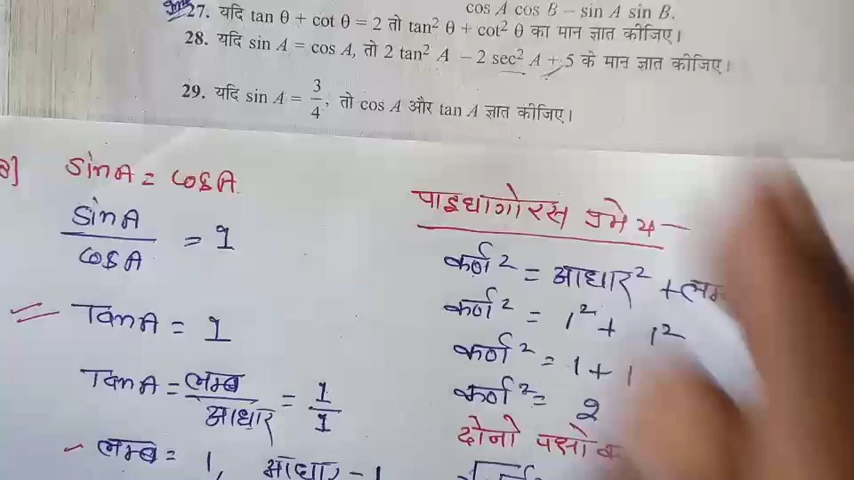 cos A cos B − sin A sin B.
27. यदि tan θ + cot θ = 2 तो tan² θ + cot² θ का मान ज्ञात कीजिए।
28. यदि sin A = cos A, तो 2 tan² A − 2 sec² A + 5 के मान ज्ञात कीजिए।
29. यदि sin A = 3/4, तो cos A और tan A ज्ञात कीजिए।
sinA = cosA
sinA/cosA = 1
TanA = 1
TanA = लम्ब/आधार = 1/1
लम्ब = 1, आधार − 1
पाइथागोरस प्रमेय −
कर्ण² = आधार² +
कर्ण² = 1² + 1²
कर्ण² = 1 + 1
कर्ण² = 2
दोनो पक्षो